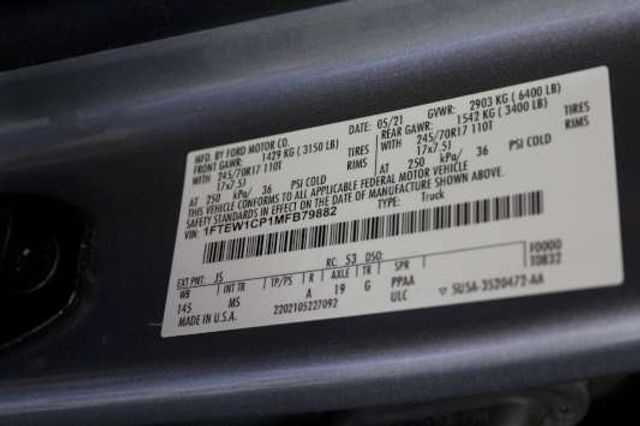 MFD. BY FORD MOTOR CO. DATE: 05/21 GVWR: 2903 KG ( 6400 LB)
FRONT GAWR: 1429 KG ( 3150 LB) REAR GAWR: 1542 KG ( 3400 LB)
WITH 245/70R17 110T TIRES WITH 245/70R17 110T TIRES
17x7.5J RIMS 17x7.5J RIMS
AT 250 kPa/ 36 PSI COLD AT 250 kPa/ 36 PSI COLD
THIS VEHICLE CONFORMS TO ALL APPLICABLE FEDERAL MOTOR VEHICLE
SAFETY STANDARDS IN EFFECT ON THE DATE OF MANUFACTURE SHOWN ABOVE.
VIN: 1FTEW1CP1MFB79882 TYPE: Truck
F0000
EXT PNT: JS RC: 53 DSO: 10832
WB INT TR TP/PS R AXLE TR SPR
145 MS A 19 G PPAA
MADE IN U.S.A. 2202105227092 ULC SU5A-3520472-AA